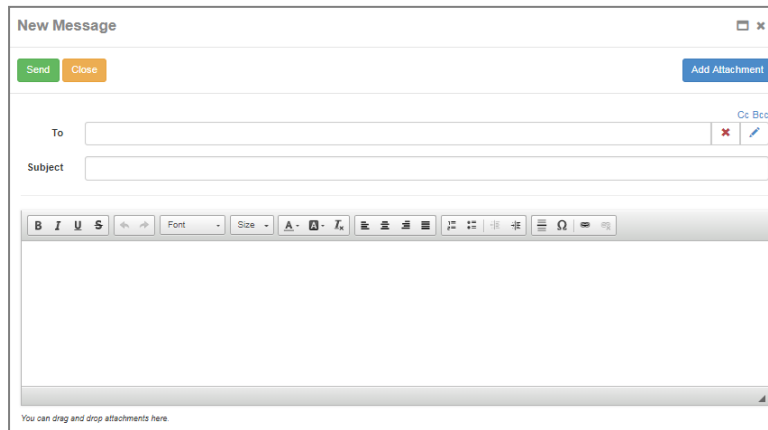 New Message
Send Close Add Attachment
Cc Bcc
To
Subject
B I U S Font Size A A Tx Ω
You can drag and drop attachments here.